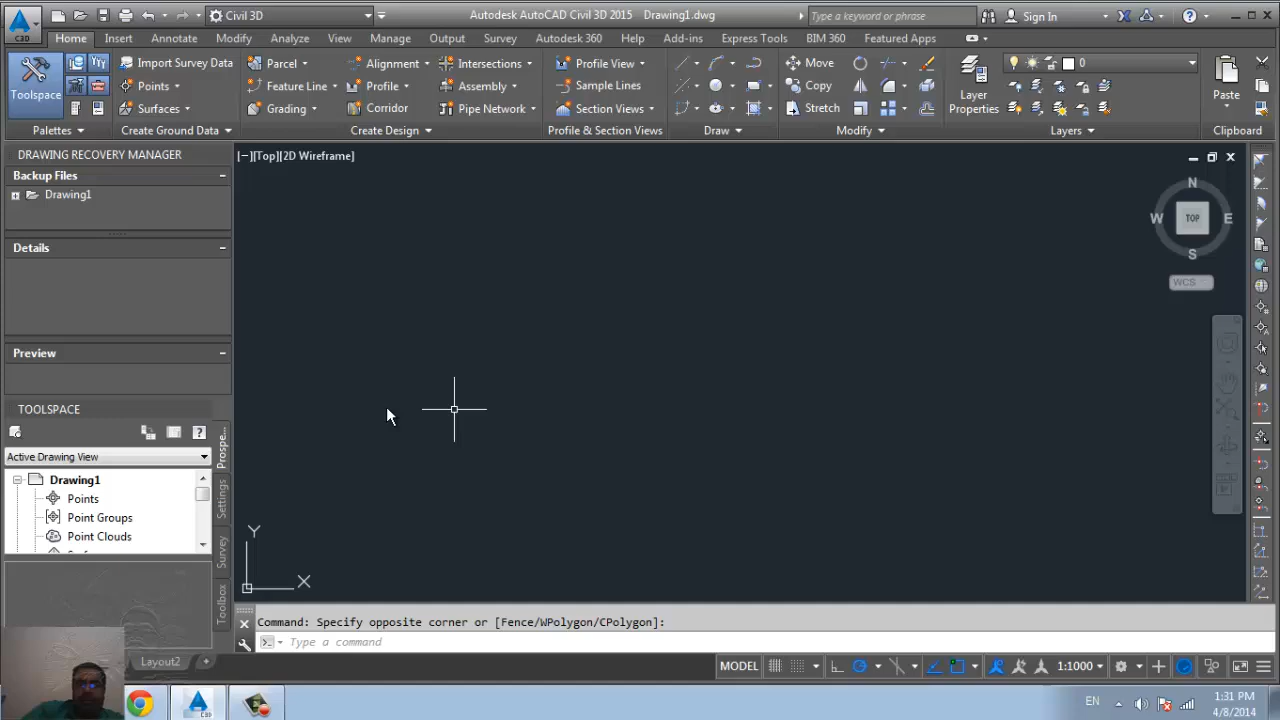 Civil 3D
Autodesk AutoCAD Civil 3D 2015 Drawing1.dwg
Type a keyword or phrase
Sign In
C3D
Home Insert Annotate Modify Analyze View Manage Output Survey Autodesk 360 Help Add-ins Express Tools BIM 360 Featured Apps
Toolspace
Import Survey Data
Points
Surfaces
Parcel
Feature Line
Grading
Alignment
Profile
Corridor
Intersections
Assembly
Pipe Network
Profile View
Sample Lines
Section Views
Move
Copy
Stretch
Layer
Properties
0
Paste
Palettes Create Ground Data Create Design Profile & Section Views Draw Modify Layers Clipboard
DRAWING RECOVERY MANAGER
Backup Files
Drawing1
Details
Preview
[−][Top][2D Wireframe]
N
W TOP E
S
WCS
TOOLSPACE
Active Drawing View
Drawing1
Points
Point Groups
Point Clouds
Prospe...
Settings
Survey
Toolbox
Y
X
Command: Specify opposite corner or [Fence/WPolygon/CPolygon]:
Type a command
Layout2
MODEL
1:1000
C3D
EN
1:31 PM
4/8/2014